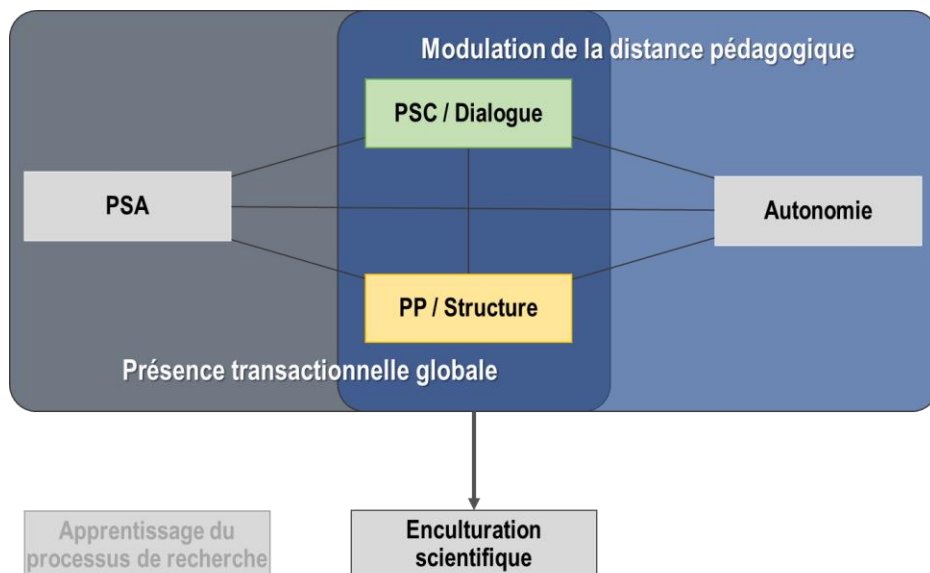 Modulation de la distance pédagogique
PSC / Dialogue
PSA
Autonomie
PP / Structure
Présence transactionnelle globale
Apprentissage du
processus de recherche
Enculturation
scientifique